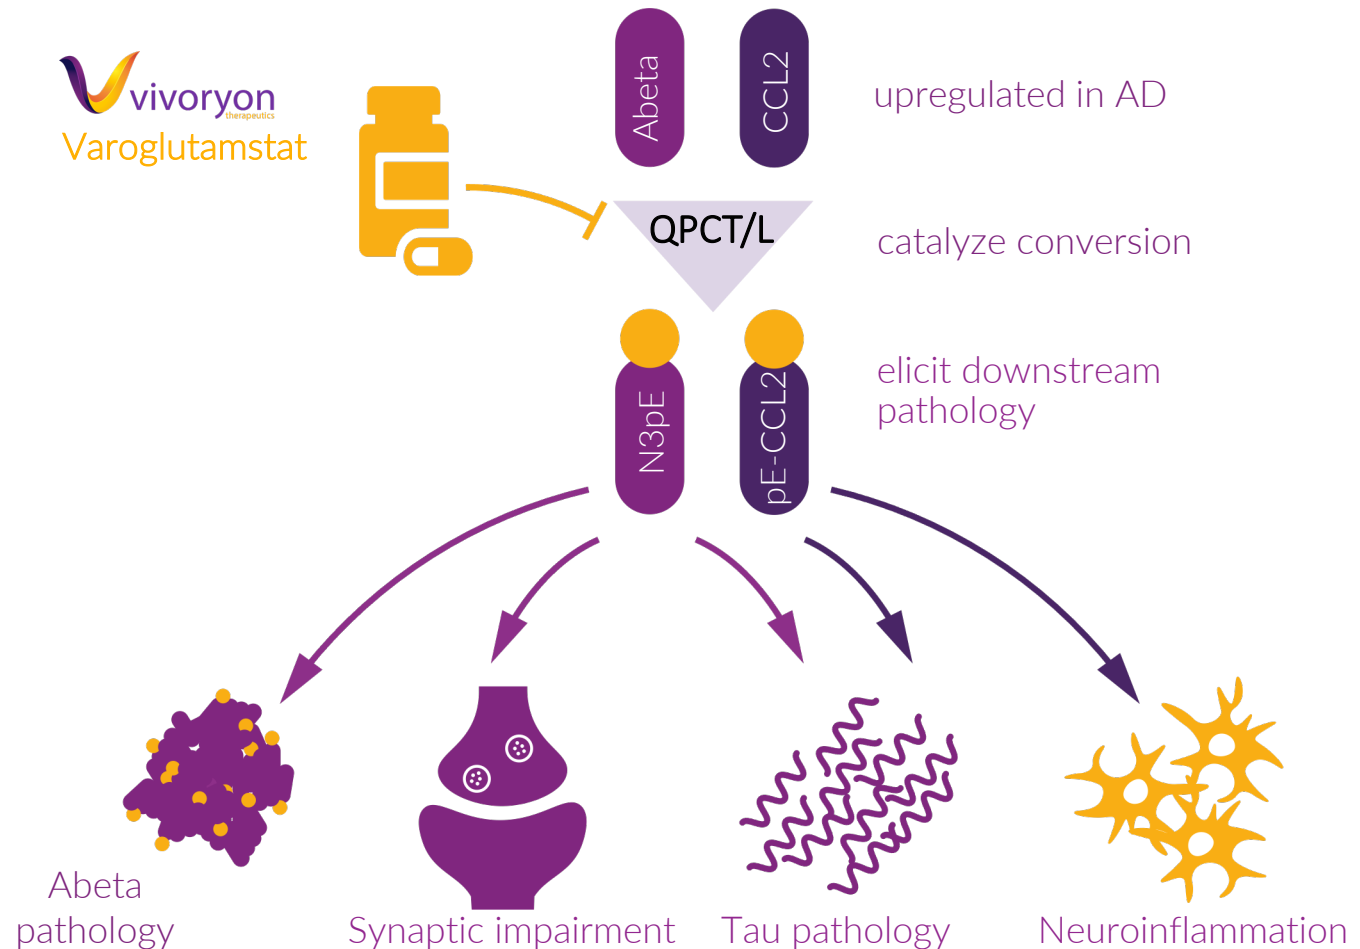 vivoryon
therapeutics
Varoglutamstat
Abeta
CCL2
upregulated in AD
QPCT/L
catalyze conversion
N3pE
pE-CCL2
elicit downstream
pathology
Abeta
pathology
Synaptic impairment
Tau pathology
Neuroinflammation